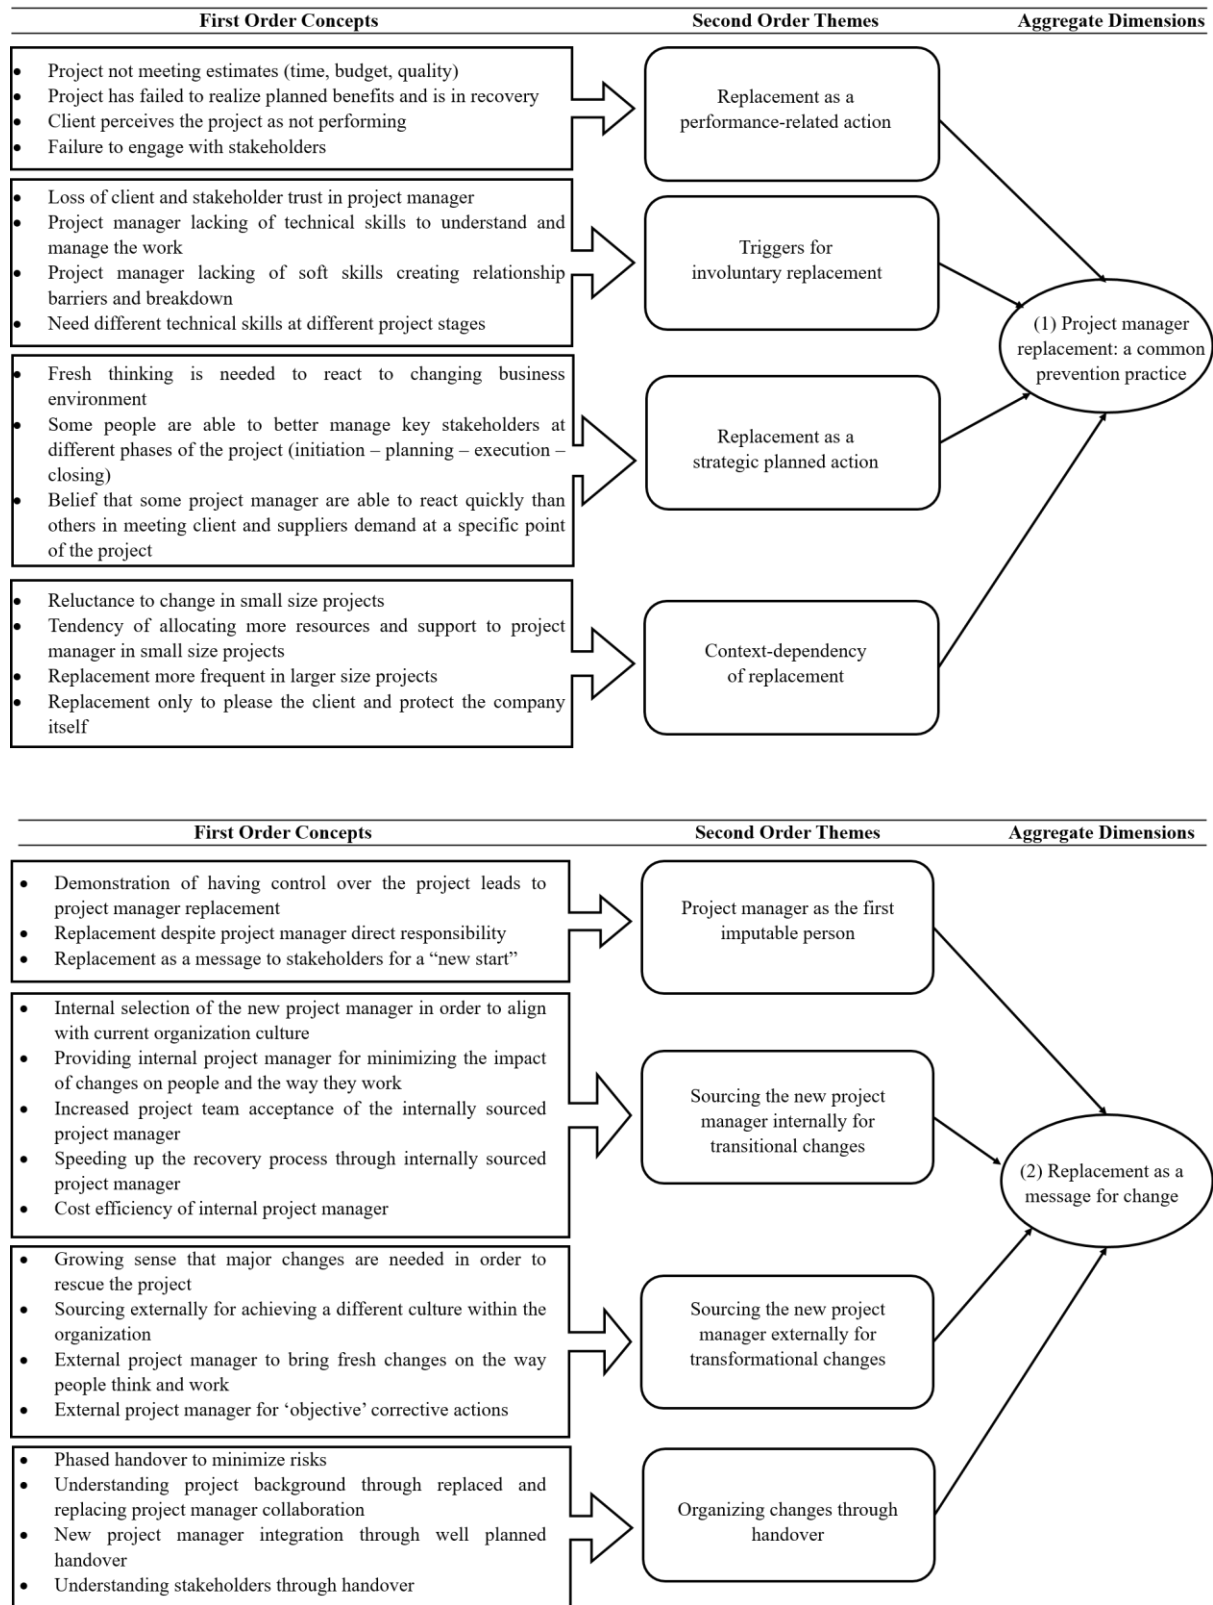 First Order Concepts
Second Order Themes
Aggregate Dimensions
• Project not meeting estimates (time, budget, quality)
• Project has failed to realize planned benefits and is in recovery
• Client perceives the project as not performing
• Failure to engage with stakeholders
Replacement as a
performance-related action
• Loss of client and stakeholder trust in project manager
• Project manager lacking of technical skills to understand and
manage the work
• Project manager lacking of soft skills creating relationship
barriers and breakdown
• Need different technical skills at different project stages
Triggers for
involuntary replacement
• Fresh thinking is needed to react to changing business
environment
• Some people are able to better manage key stakeholders at
different phases of the project (initiation – planning – execution –
closing)
• Belief that some project manager are able to react quickly than
others in meeting client and suppliers demand at a specific point
of the project
Replacement as a
strategic planned action
• Reluctance to change in small size projects
• Tendency of allocating more resources and support to project
manager in small size projects
• Replacement more frequent in larger size projects
• Replacement only to please the client and protect the company
itself
Context-dependency
of replacement
(1) Project manager
replacement: a common
prevention practice
First Order Concepts
Second Order Themes
Aggregate Dimensions
• Demonstration of having control over the project leads to
project manager replacement
• Replacement despite project manager direct responsibility
• Replacement as a message to stakeholders for a “new start”
Project manager as the first
imputable person
• Internal selection of the new project manager in order to align
with current organization culture
• Providing internal project manager for minimizing the impact
of changes on people and the way they work
• Increased project team acceptance of the internally sourced
project manager
• Speeding up the recovery process through internally sourced
project manager
• Cost efficiency of internal project manager
Sourcing the new project
manager internally for
transitional changes
• Growing sense that major changes are needed in order to
rescue the project
• Sourcing externally for achieving a different culture within the
organization
• External project manager to bring fresh changes on the way
people think and work
• External project manager for ‘objective’ corrective actions
Sourcing the new project
manager externally for
transformational changes
• Phased handover to minimize risks
• Understanding project background through replaced and
replacing project manager collaboration
• New project manager integration through well planned
handover
• Understanding stakeholders through handover
Organizing changes through
handover
(2) Replacement as a
message for change